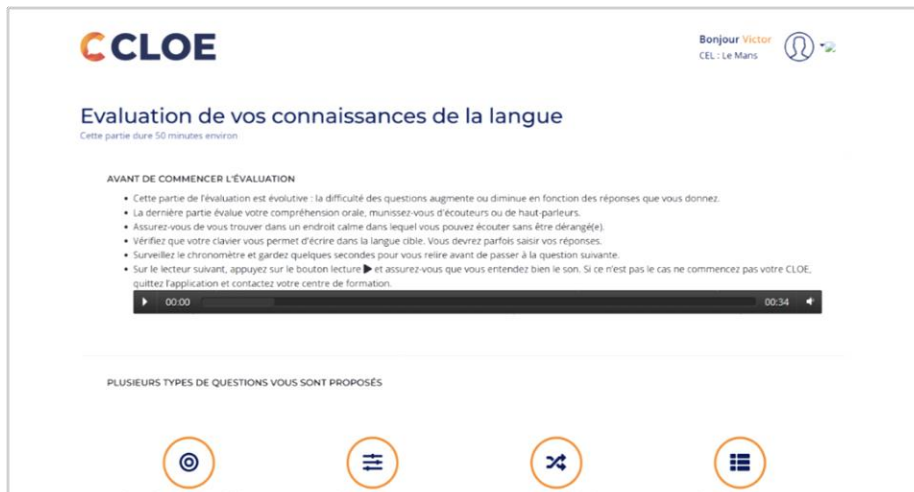 CCLOE
Bonjour Victor
CEL : Le Mans
Evaluation de vos connaissances de la langue
Cette partie dure 50 minutes environ
AVANT DE COMMENCER L'ÉVALUATION
• Cette partie de l'évaluation est évolutive : la difficulté des questions augmente ou diminue en fonction des réponses que vous donnez.
• La dernière partie évalue votre compréhension orale, munissez-vous d'écouteurs ou de haut-parleurs.
• Assurez-vous de vous trouver dans un endroit calme dans lequel vous pouvez écouter sans être dérangé(e).
• Vérifiez que votre clavier vous permet d'écrire dans la langue cible. Vous devrez parfois saisir vos réponses.
• Surveillez le chronomètre et gardez quelques secondes pour vous relire avant de passer à la question suivante.
• Sur le lecteur suivant, appuyez sur le bouton lecture ▶ et assurez-vous que vous entendez bien le son. Si ce n'est pas le cas ne commencez pas votre CLOE,
quittez l'application et contactez votre centre de formation.
00:00 00:34
PLUSIEURS TYPES DE QUESTIONS VOUS SONT PROPOSÉS